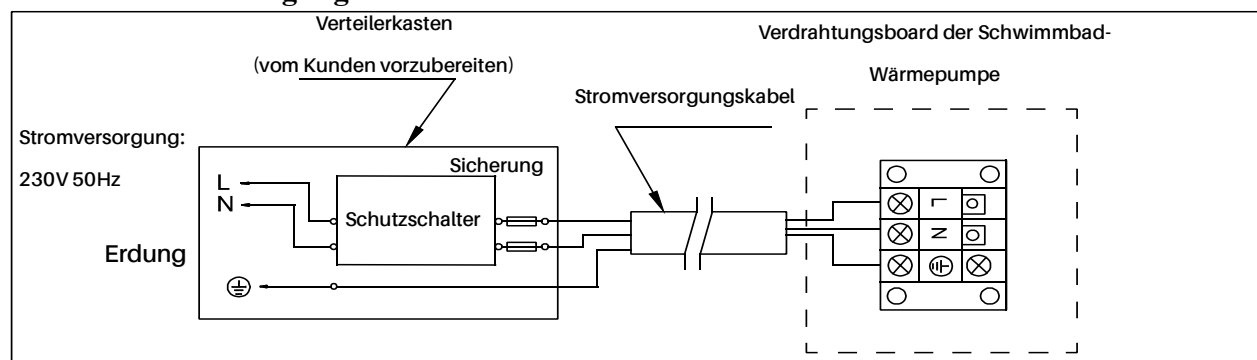 Verteilerkasten
(vom Kunden vorzubereiten)
Verdrahtungsboard der Schwimmbad-
Wärmepumpe
Stromversorgungskabel
Stromversorgung:
230V 50Hz
Sicherung
L
N
Schutzschalter
Erdung
L
N